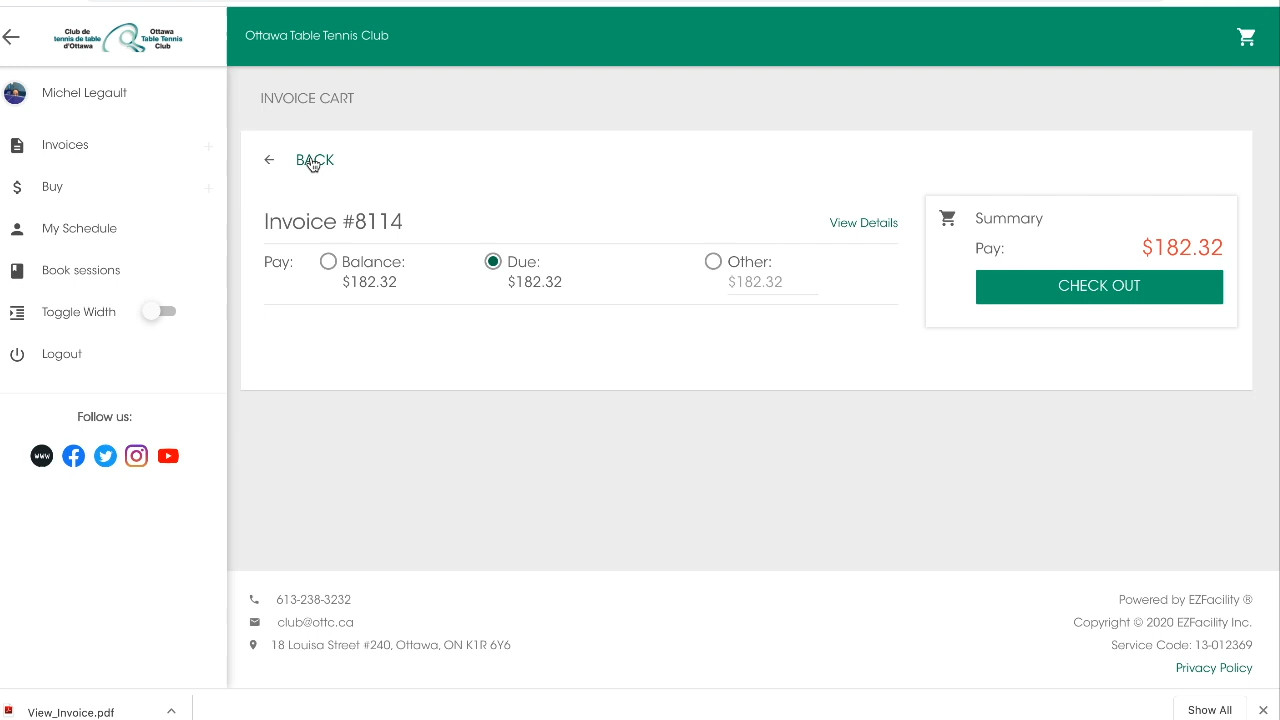 Club de
tennis de table
d'Ottawa
Ottawa
Table Tennis
Club
Ottawa Table Tennis Club
Michel Legault
Invoices
Buy
My Schedule
Book sessions
Toggle Width
Logout
Follow us:
www
INVOICE CART
BACK
Invoice #8114
View Details
Pay:
Balance:
$182.32
Due:
$182.32
Other:
$182.32
Summary
Pay:
$182.32
CHECK OUT
613-238-3232
club@ottc.ca
18 Louisa Street #240, Ottawa, ON K1R 6Y6
Powered by EZFacility ®
Copyright © 2020 EZFacility Inc.
Service Code: 13-012369
Privacy Policy
View_Invoice.pdf
Show All